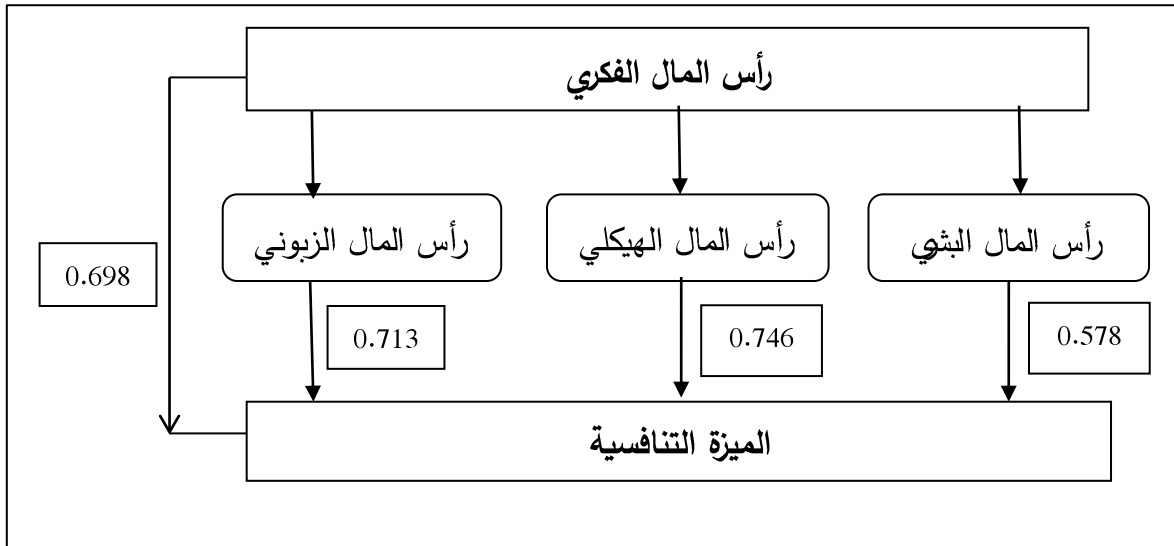 رأس المال الفكري
رأس المال البشري
رأس المال الهيكلي
رأس المال الزبوني
0.698
0.578
0.746
0.713
الميزة التنافسية